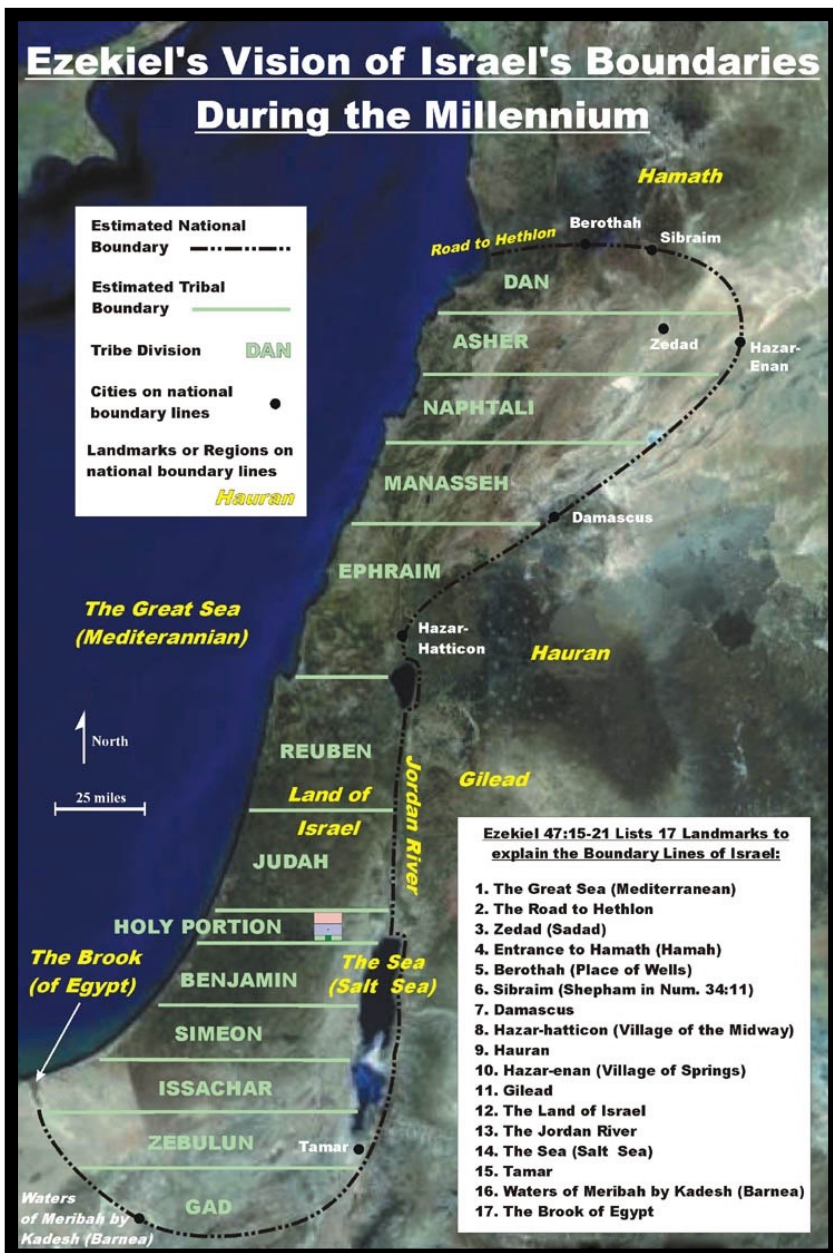 Ezekiel's Vision of Israel's Boundaries
During the Millennium
Hamath
Estimated National
Boundary
Estimated Tribal
Boundary
Tribe Division DAN
Cities on national
boundary lines
Landmarks or Regions on
national boundary lines
Hauran
Road to Hethlon
Berothah
Sibraim
DAN
ASHER
Zedad
Hazar-
Enan
NAPHTALI
MANASSEH
Damascus
EPHRAIM
The Great Sea
(Mediterannian)
Hazar-
Hatticon
Hauran
North
25 miles
REUBEN
Jordan River
Gilead
Land of
Israel
JUDAH
HOLY PORTION
The Brook
(of Egypt)
The Sea
(Salt Sea)
BENJAMIN
SIMEON
ISSACHAR
ZEBULUN
Tamar
GAD
Waters
of Meribah by
Kadesh (Barnea)
Ezekiel 47:15-21 Lists 17 Landmarks to
explain the Boundary Lines of Israel:
1. The Great Sea (Mediterranean)
2. The Road to Hethlon
3. Zedad (Sadad)
4. Entrance to Hamath (Hamah)
5. Berothah (Place of Wells)
6. Sibraim (Shepham in Num. 34:11)
7. Damascus
8. Hazar-hatticon (Village of the Midway)
9. Hauran
10. Hazar-enan (Village of Springs)
11. Gilead
12. The Land of Israel
13. The Jordan River
14. The Sea (Salt Sea)
15. Tamar
16. Waters of Meribah by Kadesh (Barnea)
17. The Brook of Egypt